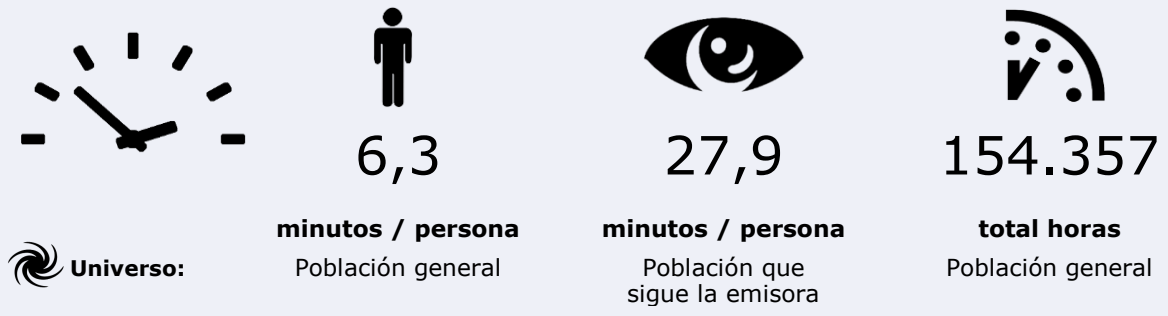 6,3
27,9
154.357
minutos / persona
minutos / persona
total horas
Universo:
Población general
Población que
sigue la emisora
Población general